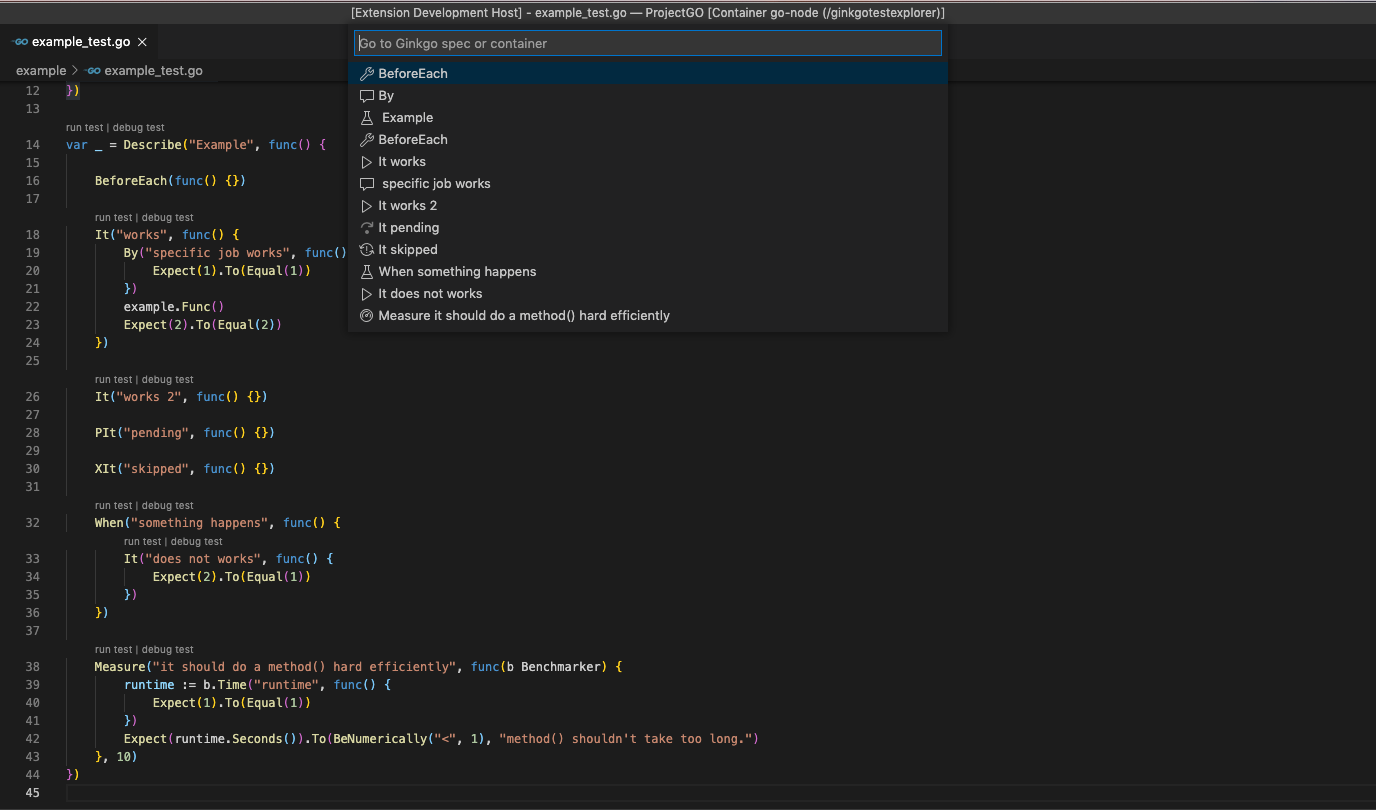 [Extension Development Host] - example_test.go — ProjectGO [Container go-node (/ginkgotestexplorer)]
example_test.go
example > example_test.go
Go to Ginkgo spec or container
BeforeEach
By
Example
BeforeEach
It works
specific job works
It works 2
It pending
It skipped
When something happens
It does not works
Measure it should do a method() hard efficiently
12 })
13
run test | debug test
14 var _ = Describe("Example", func() {
15
16 BeforeEach(func() {})
17
run test | debug test
18 It("works", func() {
19 By("specific job works", func()
20 Expect(1).To(Equal(1))
21 })
22 example.Func()
23 Expect(2).To(Equal(2))
24 })
25
run test | debug test
26 It("works 2", func() {})
27
28 PIt("pending", func() {})
29
30 XIt("skipped", func() {})
31
run test | debug test
32 When("something happens", func() {
run test | debug test
33 It("does not works", func() {
34 Expect(2).To(Equal(1))
35 })
36 })
37
run test | debug test
38 Measure("it should do a method() hard efficiently", func(b Benchmarker) {
39 runtime := b.Time("runtime", func() {
40 Expect(1).To(Equal(1))
41 })
42 Expect(runtime.Seconds()).To(BeNumerically("<", 1), "method() shouldn't take too long.")
43 }, 10)
44 })
45